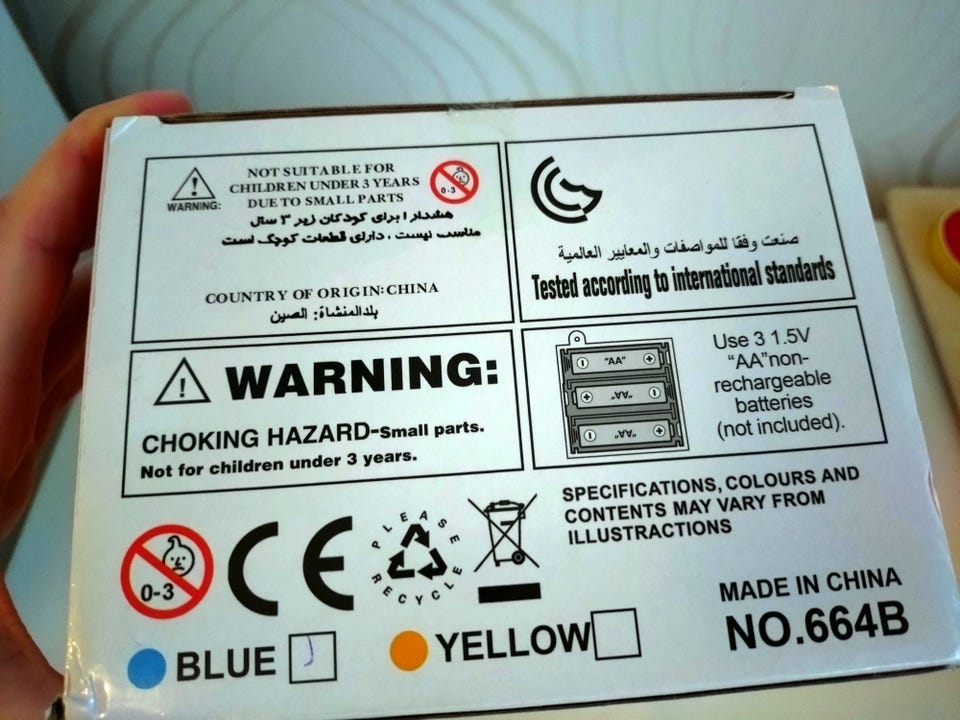 NOT SUITABLE FOR
CHILDREN UNDER 3 YEARS
DUE TO SMALL PARTS
WARNING:
0-3
هشدار ! برای کودکان زیر ۳ سال
مناسب نیست ، دارای قطعات کوچک است
COUNTRY OF ORIGIN:CHINA
بلدالمنشاة: الصين
صنعت وفقا للمواصفات والمعايير العالمية
Tested according to international standards
WARNING:
CHOKING HAZARD-Small parts.
Not for children under 3 years.
"AA"
"AA"
"AA"
Use 3 1.5V
“AA”non-
rechargeable
batteries
(not included).
0-3
CE
PLEASE
RECYCLE
SPECIFICATIONS, COLOURS AND
CONTENTS MAY VARY FROM
ILLUSTRACTIONS
MADE IN CHINA
NO.664B
BLUE
YELLOW